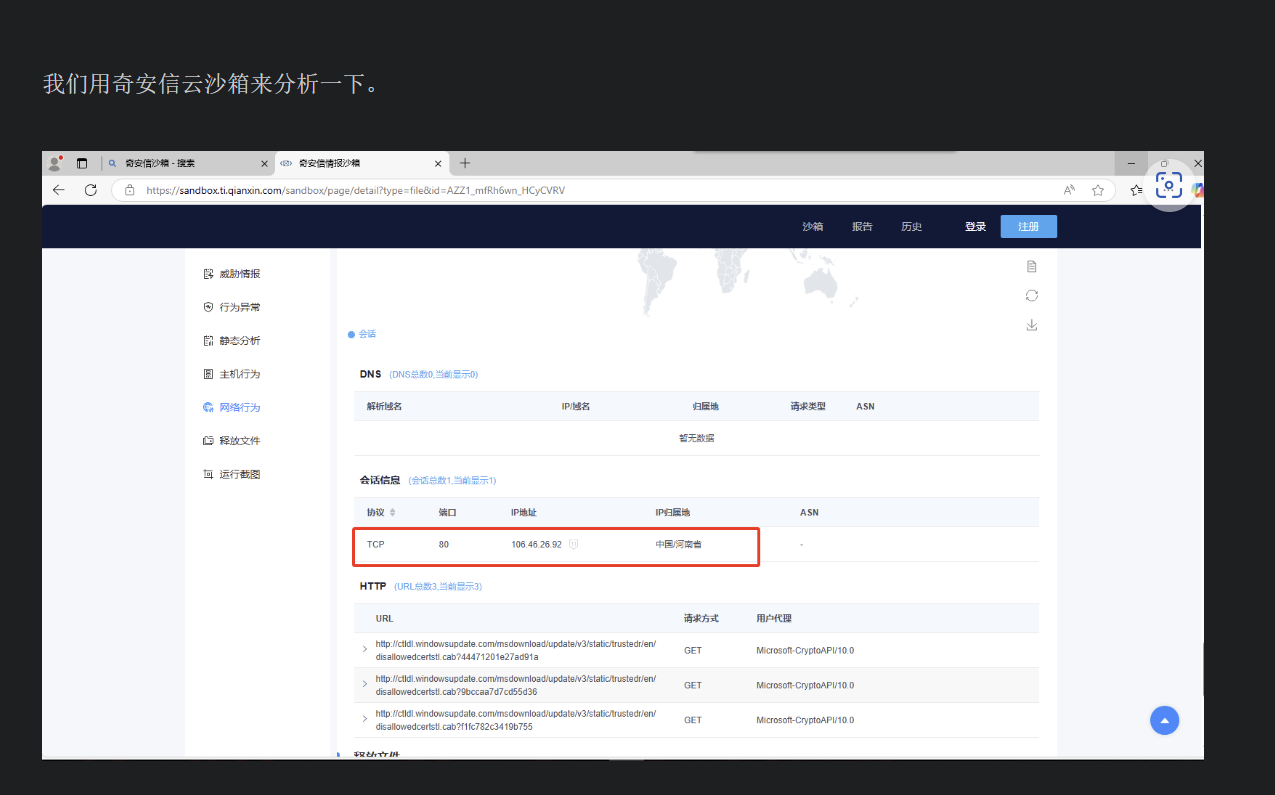 我们用奇安信云沙箱来分析一下。
奇安信沙箱 - 搜索
奇安信情报沙箱
https://sandbox.ti.qianxin.com/sandbox/page/detail?type=file&id=AZZ1_mfRh6wn_HCyCVRV
沙箱 报告 历史 登录 注册
威胁情报
行为异常
静态分析
主机行为
网络行为
释放文件
运行截图
会话
DNS (DNS总数0,当前显示0)
解析域名 IP/域名 归属地 请求类型 ASN
暂无数据
会话信息 (会话总数1,当前显示1)
协议 端口 IP地址 IP归属地 ASN
TCP 80 106.46.26.92 中国/河南省 -
HTTP (URL总数3,当前显示3)
URL 请求方式 用户代理
http://ctldl.windowsupdate.com/msdownload/update/v3/static/trustedr/en/
disallowedcertstl.cab?44471201e27ad91a GET Microsoft-CryptoAPI/10.0
http://ctldl.windowsupdate.com/msdownload/update/v3/static/trustedr/en/
disallowedcertstl.cab?9bccaa7d7cd55d36 GET Microsoft-CryptoAPI/10.0
http://ctldl.windowsupdate.com/msdownload/update/v3/static/trustedr/en/
disallowedcertstl.cab?f1fc782c3419b755 GET Microsoft-CryptoAPI/10.0
释放文件